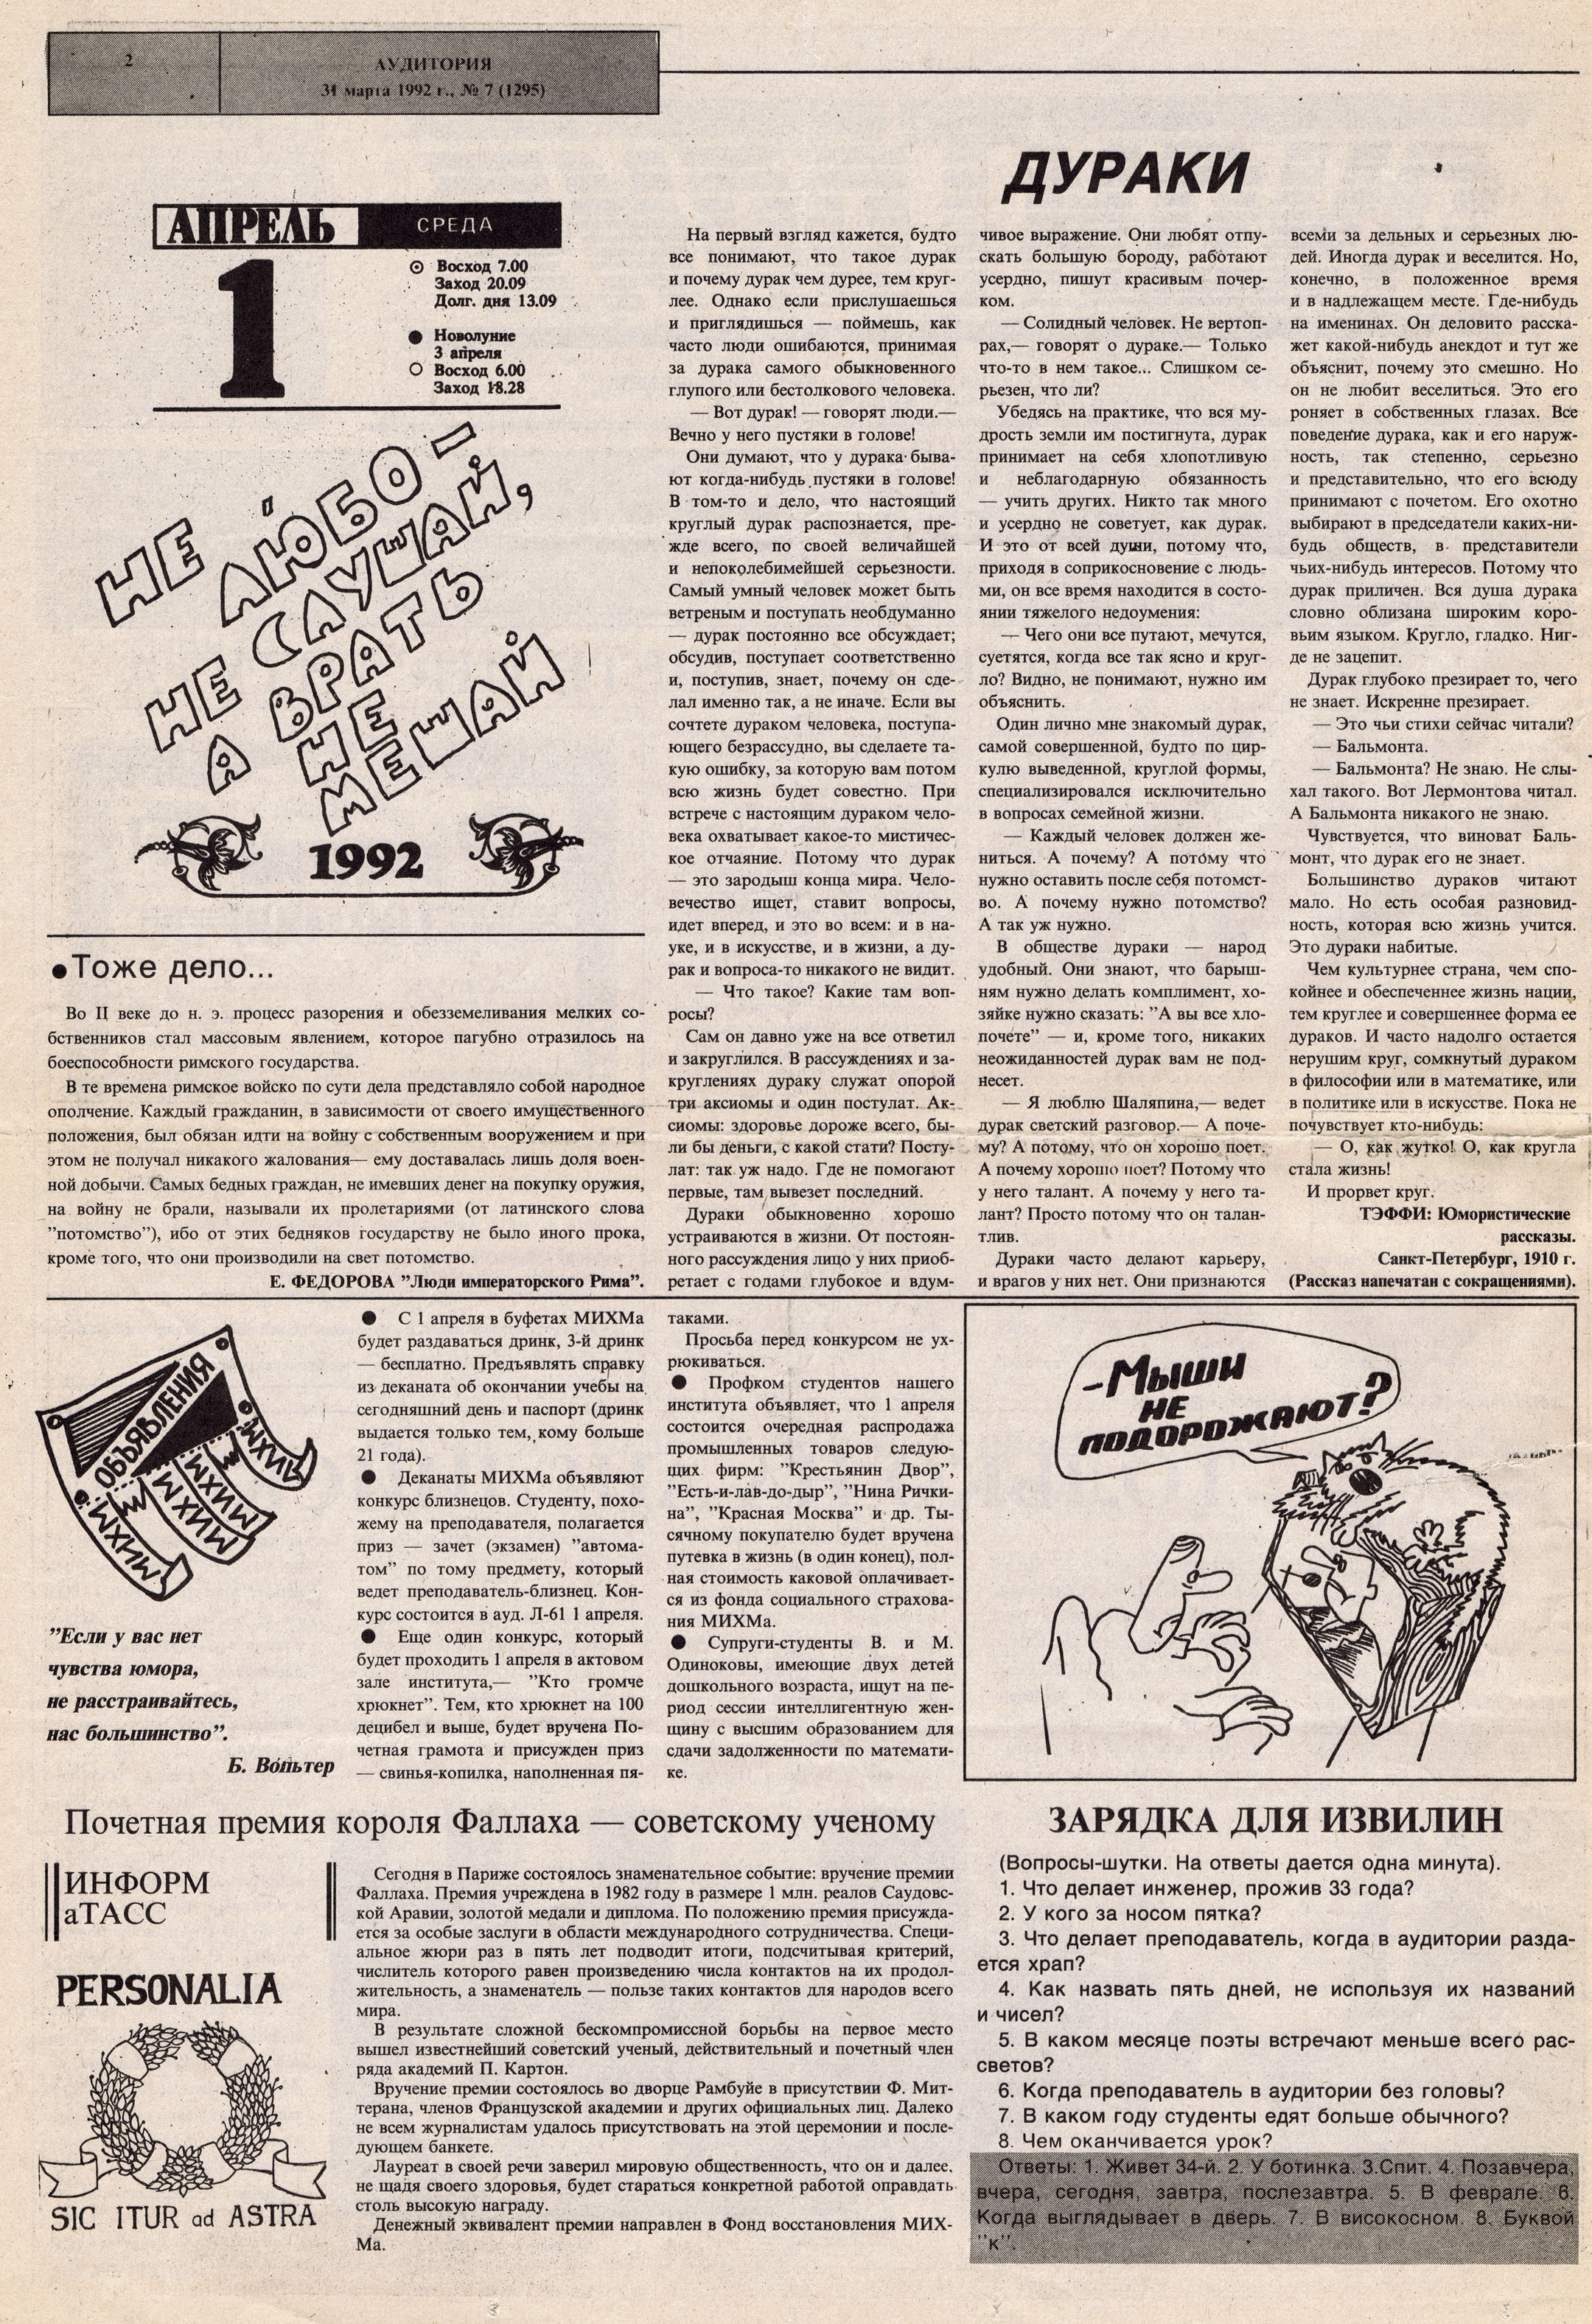 2
АУДИТОРИЯ
31 марта 1992 г., № 7 (1295)
АПРЕЛЬ
СРЕДА
1
Восход 7.00
Заход 20.09
Долг. дня 13.09
Новолуние
3 апреля
Восход 6.00
Заход 18.28
НЕ ЛЮБО —
НЕ СЛУШАЙ,
А ВРАТЬ
НЕ
МЕШАЙ
1992
●Тоже дело...
Во II веке до н. э. процесс разорения и обезземеливания мелких со-
бственников стал массовым явлением, которое пагубно отразилось на
боеспособности римского государства.
В те времена римское войско по сути дела представляло собой народное
ополчение. Каждый гражданин, в зависимости от своего имущественного
положения, был обязан идти на войну с собственным вооружением и при
этом не получал никакого жалования— ему доставалась лишь доля воен-
ной добычи. Самых бедных граждан, не имевших денег на покупку оружия,
на войну не брали, называли их пролетариями (от латинского слова
"потомство"), ибо от этих бедняков государству не было иного прока,
кроме того, что они производили на свет потомство.
Е. ФЕДОРОВА "Люди императорского Рима".
ДУРАКИ
На первый взгляд кажется, будто
все понимают, что такое дурак
и почему дурак чем дурее, тем круг-
лее. Однако если прислушаешься
и приглядишься — поймешь, как
часто люди ошибаются, принимая
за дурака самого обыкновенного
глупого или бестолкового человека.
— Вот дурак! — говорят люди.—
Вечно у него пустяки в голове!
Они думают, что у дурака быва-
ют когда-нибудь пустяки в голове!
В том-то и дело, что настоящий
круглый дурак распознается, пре-
жде всего, по своей величайшей
и непоколебимейшей серьезности.
Самый умный человек может быть
ветреным и поступать необдуманно
— дурак постоянно все обсуждает;
обсудив, поступает соответственно
и, поступив, знает, почему он сде-
лал именно так, а не иначе. Если вы
сочтете дураком человека, поступа-
ющего безрассудно, вы сделаете та-
кую ошибку, за которую вам потом
всю жизнь будет совестно. При
встрече с настоящим дураком чело-
века охватывает какое-то мистичес-
кое отчаяние. Потому что дурак
— это зародыш конца мира. Чело-
вечество ищет, ставит вопросы,
идет вперед, и это во всем: и в на-
уке, и в искусстве, и в жизни, а ду-
рак и вопроса-то никакого не видит.
— Что такое? Какие там воп-
росы?
Сам он давно уже на все ответил
и закруглился. В рассуждениях и за-
круглениях дураку служат опорой
три аксиомы и один постулат. Ак-
сиомы: здоровье дороже всего, бы-
ли бы деньги, с какой стати? Посту-
лат: так уж надо. Где не помогают
первые, там вывезет последний.
Дураки обыкновенно хорошо
устраиваются в жизни. От постоян-
ного рассуждения лицо у них приоб-
ретает с годами глубокое и вдум-
чивое выражение. Они любят отпу-
скать большую бороду, работают
усердно, пишут красивым почер-
ком.
— Солидный человек. Не вертоп-
рах,— говорят о дураке.— Только
что-то в нем такое... Слишком се-
рьезен, что ли?
Убедясь на практике, что вся му-
дрость земли им постигнута, дурак
принимает на себя хлопотливую
и неблагодарную обязанность
— учить других. Никто так много
и усердно не советует, как дурак.
И это от всей души, потому что,
приходя в соприкосновение с людь-
ми, он все время находится в состо-
янии тяжелого недоумения:
— Чего они все путают, мечутся,
суетятся, когда все так ясно и круг-
ло? Видно, не понимают, нужно им
объяснить.
Один лично мне знакомый дурак,
самой совершенной, будто по цир-
кулю выведенной, круглой формы,
специализировался исключительно
в вопросах семейной жизни.
— Каждый человек должен же-
ниться. А почему? А потому что
нужно оставить после себя потомст-
во. А почему нужно потомство?
А так уж нужно.
В обществе дураки — народ
удобный. Они знают, что барыш-
ням нужно делать комплимент, хо-
зяйке нужно сказать: "А вы все хло-
почете" — и, кроме того, никаких
неожиданностей дурак вам не под-
несет.
— Я люблю Шаляпина,— ведет
дурак светский разговор.— А поче-
му? А потому, что он хорошо поет.
А почему хорошо поет? Потому что
у него талант. А почему у него та-
лант? Просто потому что он талан-
тлив.
Дураки часто делают карьеру,
и врагов у них нет. Они признаются
всеми за дельных и серьезных лю-
дей. Иногда дурак и веселится. Но,
конечно, в положенное время
и в надлежащем месте. Где-нибудь
на именинах. Он деловито расска-
жет какой-нибудь анекдот и тут же
объяснит, почему это смешно. Но
он не любит веселиться. Это его
роняет в собственных глазах. Все
поведение дурака, как и его наруж-
ность, так степенно, серьезно
и представительно, что его всюду
принимают с почетом. Его охотно
выбирают в председатели каких-ни-
будь обществ, в представители
чьих-нибудь интересов. Потому что
дурак приличен. Вся душа дурака
словно облизана широким коро-
вьим языком. Кругло, гладко. Ниг-
де не зацепит.
Дурак глубоко презирает то, чего
не знает. Искренне презирает.
— Это чьи стихи сейчас читали?
— Бальмонта.
— Бальмонта? Не знаю. Не слы-
хал такого. Вот Лермонтова читал.
А Бальмонта никакого не знаю.
Чувствуется, что виноват Баль-
монт, что дурак его не знает.
Большинство дураков читают
мало. Но есть особая разновид-
ность, которая всю жизнь учится.
Это дураки набитые.
Чем культурнее страна, чем спо-
койнее и обеспеченнее жизнь нации,
тем круглее и совершеннее форма ее
дураков. И часто надолго остается
нерушим круг, сомкнутый дураком
в философии или в математике, или
в политике или в искусстве. Пока не
почувствует кто-нибудь:
— О, как жутко! О, как кругла
стала жизнь!
И прорвет круг.
ТЭФФИ: Юмористические
рассказы.
Санкт-Петербург, 1910 г.
(Рассказ напечатан с сокращениями).
ОБЪЯВЛЕНИЯ
МИХМ
МИХМ
МИХМ
МИХМ
"Если у вас нет
чувства юмора,
не расстраивайтесь,
нас большинство".
Б. Вольтер
● С 1 апреля в буфетах МИХМа
будет раздаваться дринк, 3-й дринк
— бесплатно. Предъявлять справку
из деканата об окончании учебы на
сегодняшний день и паспорт (дринк
выдается только тем, кому больше
21 года).
● Деканаты МИХМа объявляют
конкурс близнецов. Студенту, похо-
жему на преподавателя, полагается
приз — зачет (экзамен) "автома-
том" по тому предмету, который
ведет преподаватель-близнец. Кон-
курс состоится в ауд. Л-61 1 апреля.
● Еще один конкурс, который
будет проходить 1 апреля в актовом
зале института,— "Кто громче
хрюкнет". Тем, кто хрюкнет на 100
децибел и выше, будет вручена По-
четная грамота и присужден приз
— свинья-копилка, наполненная пя-
таками.
Просьба перед конкурсом не ух-
рюкиваться.
● Профком студентов нашего
института объявляет, что 1 апреля
состоится очередная распродажа
промышленных товаров следую-
щих фирм: "Крестьянин Двор",
"Есть-и-лав-до-дыр", "Нина Рички-
на", "Красная Москва" и др. Ты-
сячному покупателю будет вручена
путевка в жизнь (в один конец), пол-
ная стоимость каковой оплачивает-
ся из фонда социального страхова-
ния МИХМа.
● Супруги-студенты В. и М.
Одиноковы, имеющие двух детей
дошкольного возраста, ищут на пе-
риод сессии интеллигентную жен-
щину с высшим образованием для
сдачи задолженности по математи-
ке.
-Мыши
НЕ
ПОДОРОЖАЮТ?
Почетная премия короля Фаллаха — советскому ученому
ИНФОРМ
аТАСС
PERSONALIA
SIC ITUR ad ASTRA
Сегодня в Париже состоялось знаменательное событие: вручение премии
Фаллаха. Премия учреждена в 1982 году в размере 1 млн. реалов Саудовс-
кой Аравии, золотой медали и диплома. По положению премия присужда-
ется за особые заслуги в области международного сотрудничества. Специ-
альное жюри раз в пять лет подводит итоги, подсчитывая критерий,
числитель которого равен произведению числа контактов на их продол-
жительность, а знаменатель — пользе таких контактов для народов всего
мира.
В результате сложной бескомпромиссной борьбы на первое место
вышел известнейший советский ученый, действительный и почетный член
ряда академий П. Картон.
Вручение премии состоялось во дворце Рамбуйе в присутствии Ф. Мит-
терана, членов Французской академии и других официальных лиц. Далеко
не всем журналистам удалось присутствовать на этой церемонии и после-
дующем банкете.
Лауреат в своей речи заверил мировую общественность, что он и далее,
не щадя своего здоровья, будет стараться конкретной работой оправдать
столь высокую награду.
Денежный эквивалент премии направлен в Фонд восстановления МИХ-
Ма.
ЗАРЯДКА ДЛЯ ИЗВИЛИН
(Вопросы-шутки. На ответы дается одна минута).
1. Что делает инженер, прожив 33 года?
2. У кого за носом пятка?
3. Что делает преподаватель, когда в аудитории разда-
ется храп?
4. Как назвать пять дней, не используя их названий
и чисел?
5. В каком месяце поэты встречают меньше всего рас-
светов?
6. Когда преподаватель в аудитории без головы?
7. В каком году студенты едят больше обычного?
8. Чем оканчивается урок?
Ответы: 1. Живет 34-й. 2. У ботинка. 3.Спит. 4. Позавчера,
вчера, сегодня, завтра, послезавтра. 5. В феврале. 6.
Когда выглядывает в дверь. 7. В високосном. 8. Буквой
"к".